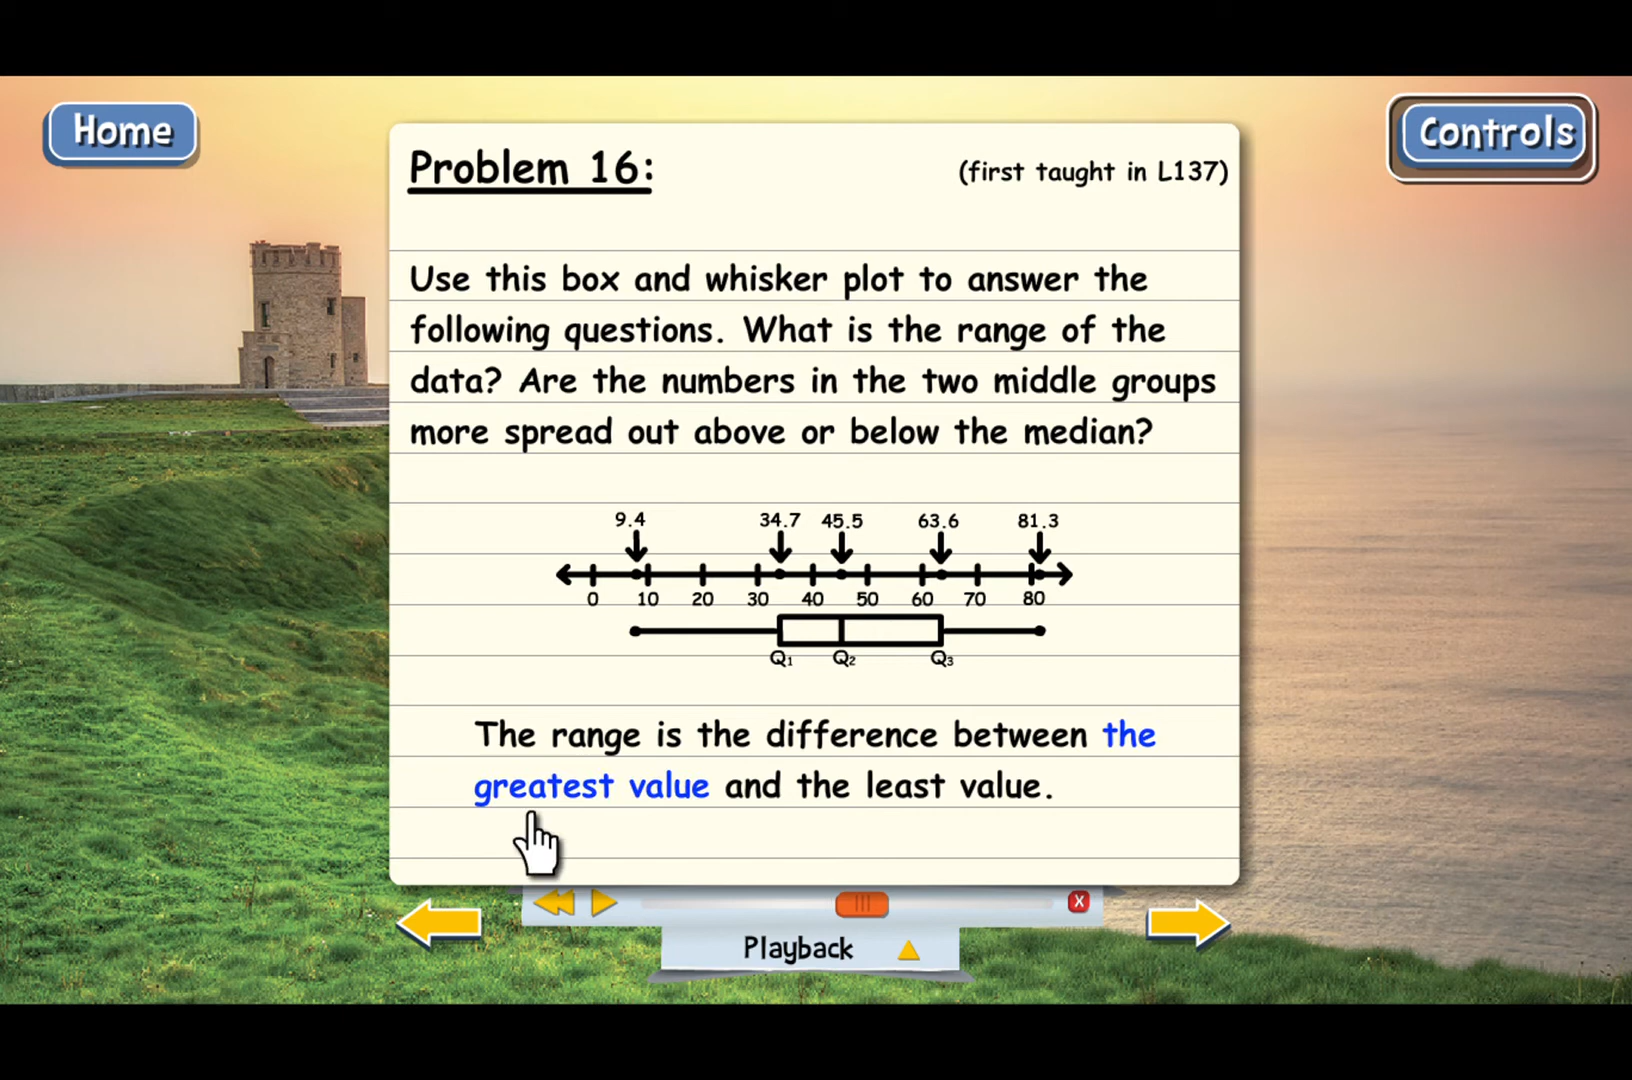 Home
Controls
Problem 16:
(first taught in L137)
Use this box and whisker plot to answer the
following questions. What is the range of the
data? Are the numbers in the two middle groups
more spread out above or below the median?
9.4 34.7 45.5 63.6 81.3
0 10 20 30 40 50 60 70 80
Q₁ Q₂ Q₃
The range is the difference between the
greatest value and the least value.
X
Playback